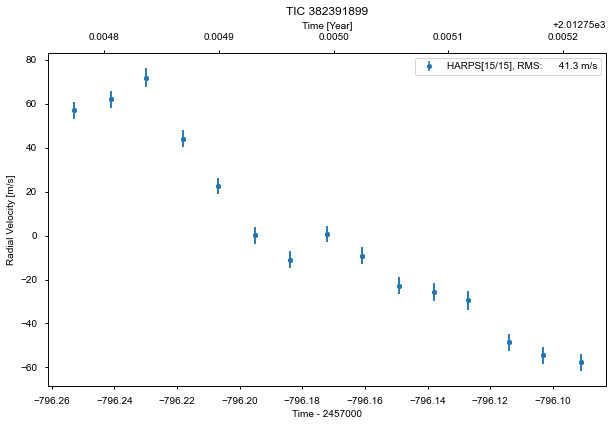 TIC 382391899
Time [Year]
+2.01275e3
0.0048 0.0049 0.0050 0.0051 0.0052
HARPS[15/15], RMS: 41.3 m/s
80
60
40
20
0
−20
−40
−60
Radial Velocity [m/s]
−796.26 −796.24 −796.22 −796.20 −796.18 −796.16 −796.14 −796.12 −796.10
Time - 2457000